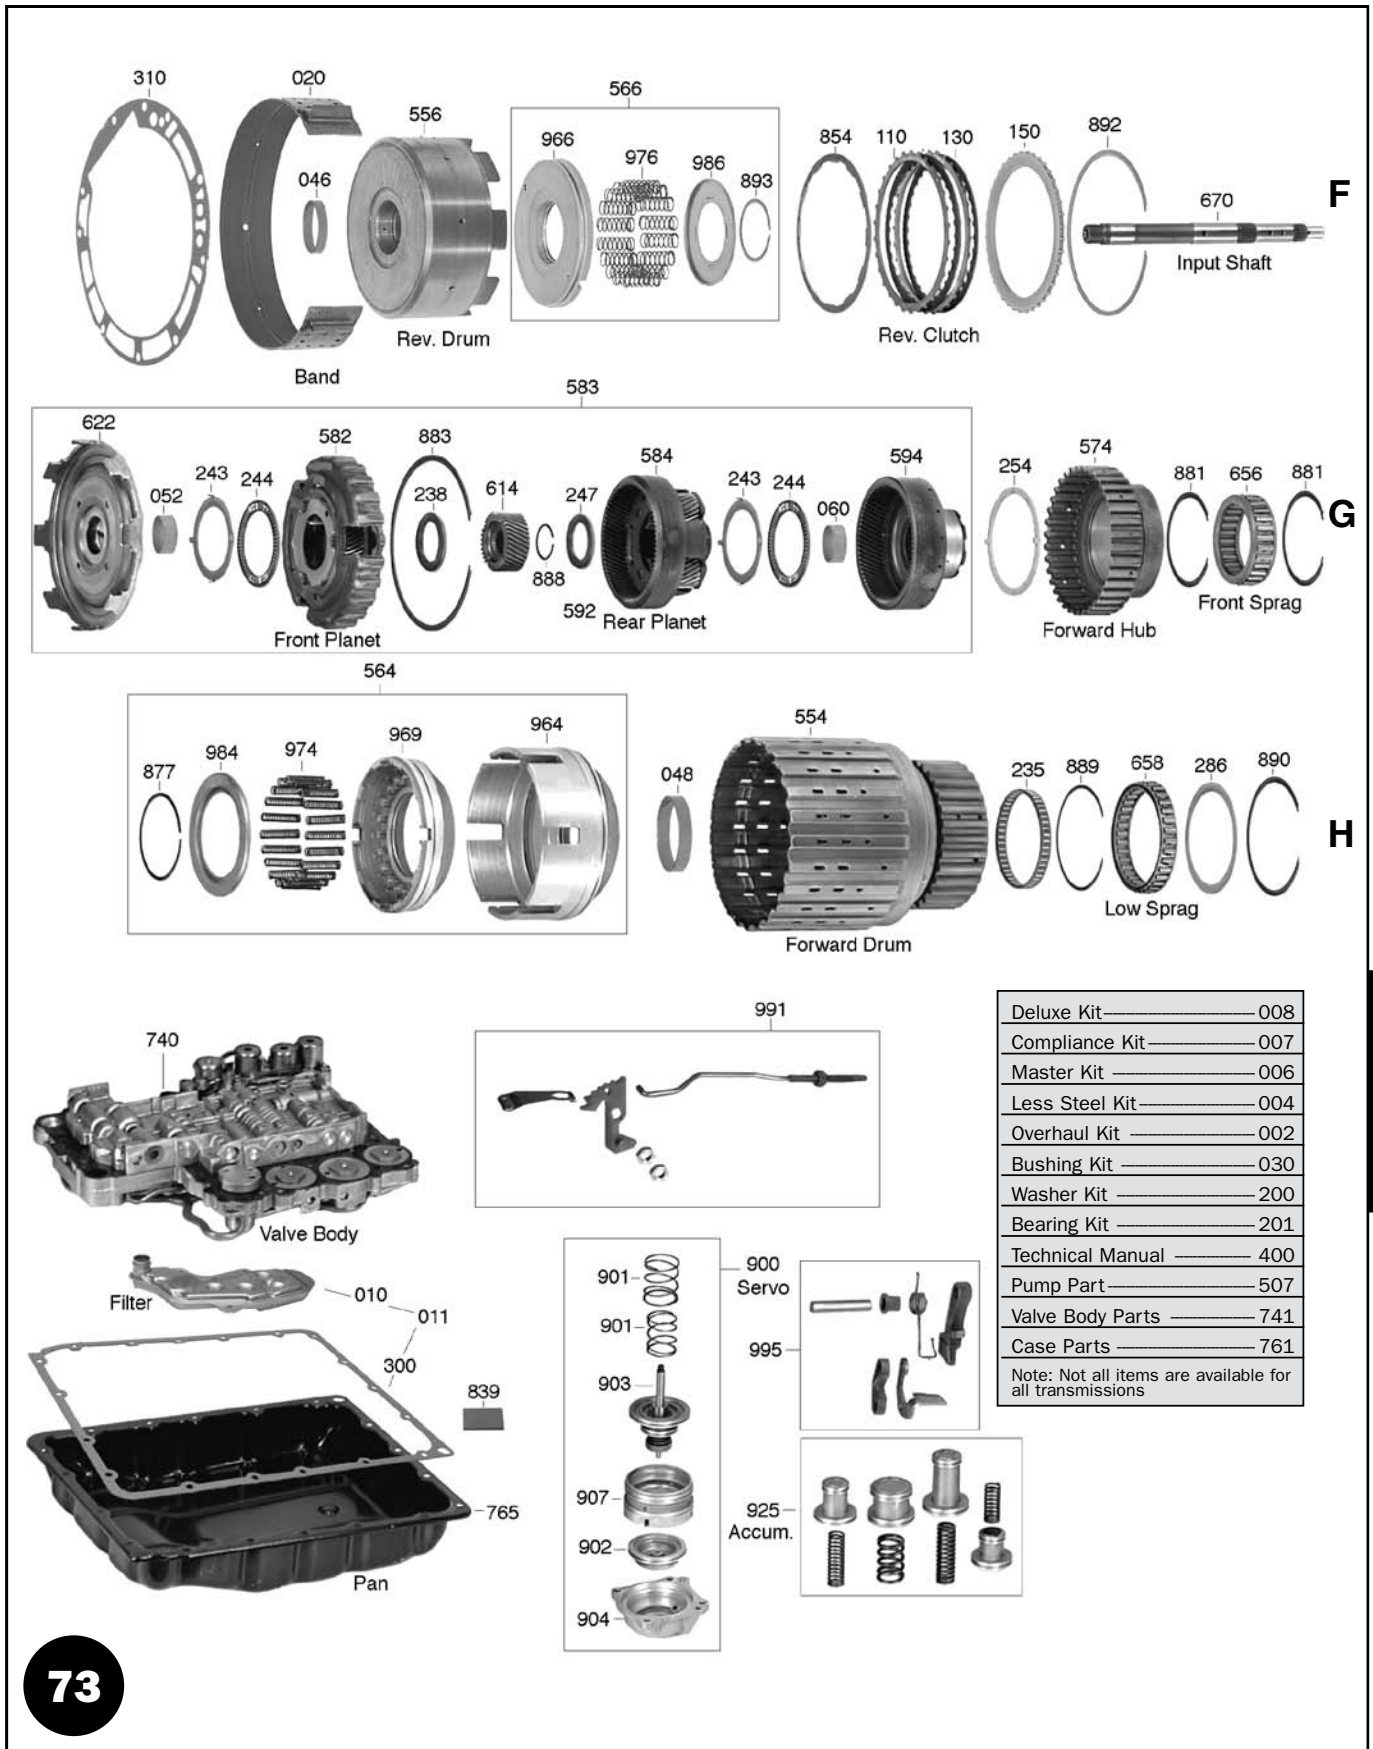 310
020
556
566
966
976
986
893
046
854
110
130
150
892
670
F
Input Shaft
Rev. Drum
Rev. Clutch
Band
583
622
582
883
243
244
052
238
614
247
584
243
244
060
594
254
574
881
656
881
G
888
592
Front Planet
Rear Planet
Front Sprag
Forward Hub
564
877
984
974
969
964
048
554
235
889
658
286
890
H
Low Sprag
Forward Drum
740
Valve Body
991
Deluxe Kit 008
Compliance Kit 007
Master Kit 006
Less Steel Kit 004
Overhaul Kit 002
Bushing Kit 030
Washer Kit 200
Bearing Kit 201
Technical Manual 400
Pump Part 507
Valve Body Parts 741
Case Parts 761
Note: Not all items are available for
all transmissions
Filter
010
011
300
839
765
Pan
901
901
903
907
902
904
900
Servo
995
925
Accum.
73